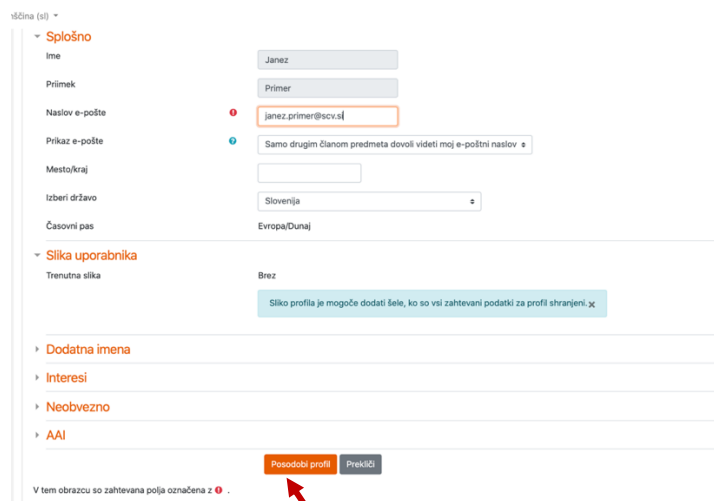 eščina (sl)
Splošno
Ime Janez
Priimek Primer
Naslov e-pošte janez.primer@scv.si
Prikaz e-pošte Samo drugim članom predmeta dovoli videti moj e-poštni naslov
Mesto/kraj
Izberi državo Slovenija
Časovni pas Evropa/Dunaj
Slika uporabnika
Trenutna slika Brez
Sliko profila je mogoče dodati šele, ko so vsi zahtevani podatki za profil shranjeni. ×
Dodatna imena
Interesi
Neobvezno
AAI
Posodobi profil Prekliči
V tem obrazcu so zahtevana polja označena z .